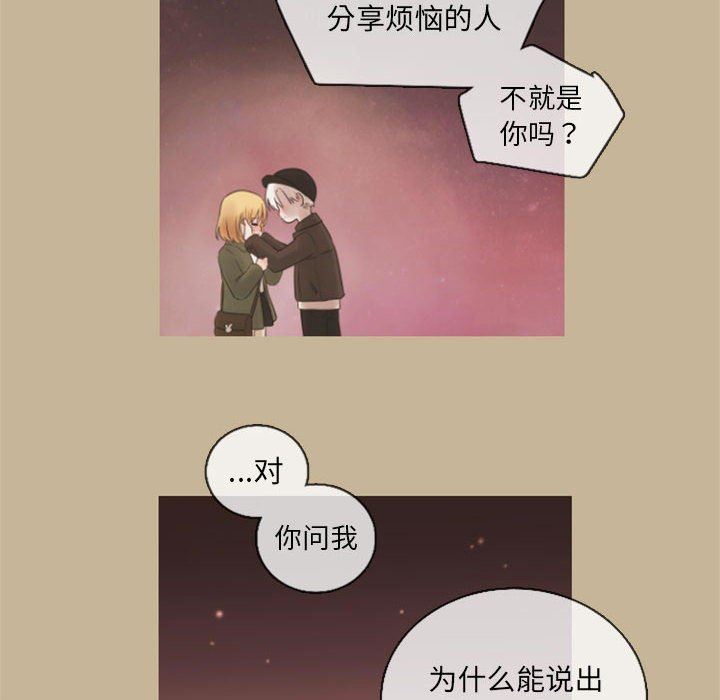 分享烦恼的人
不就是
你吗？
...对
你问我
为什么能说出